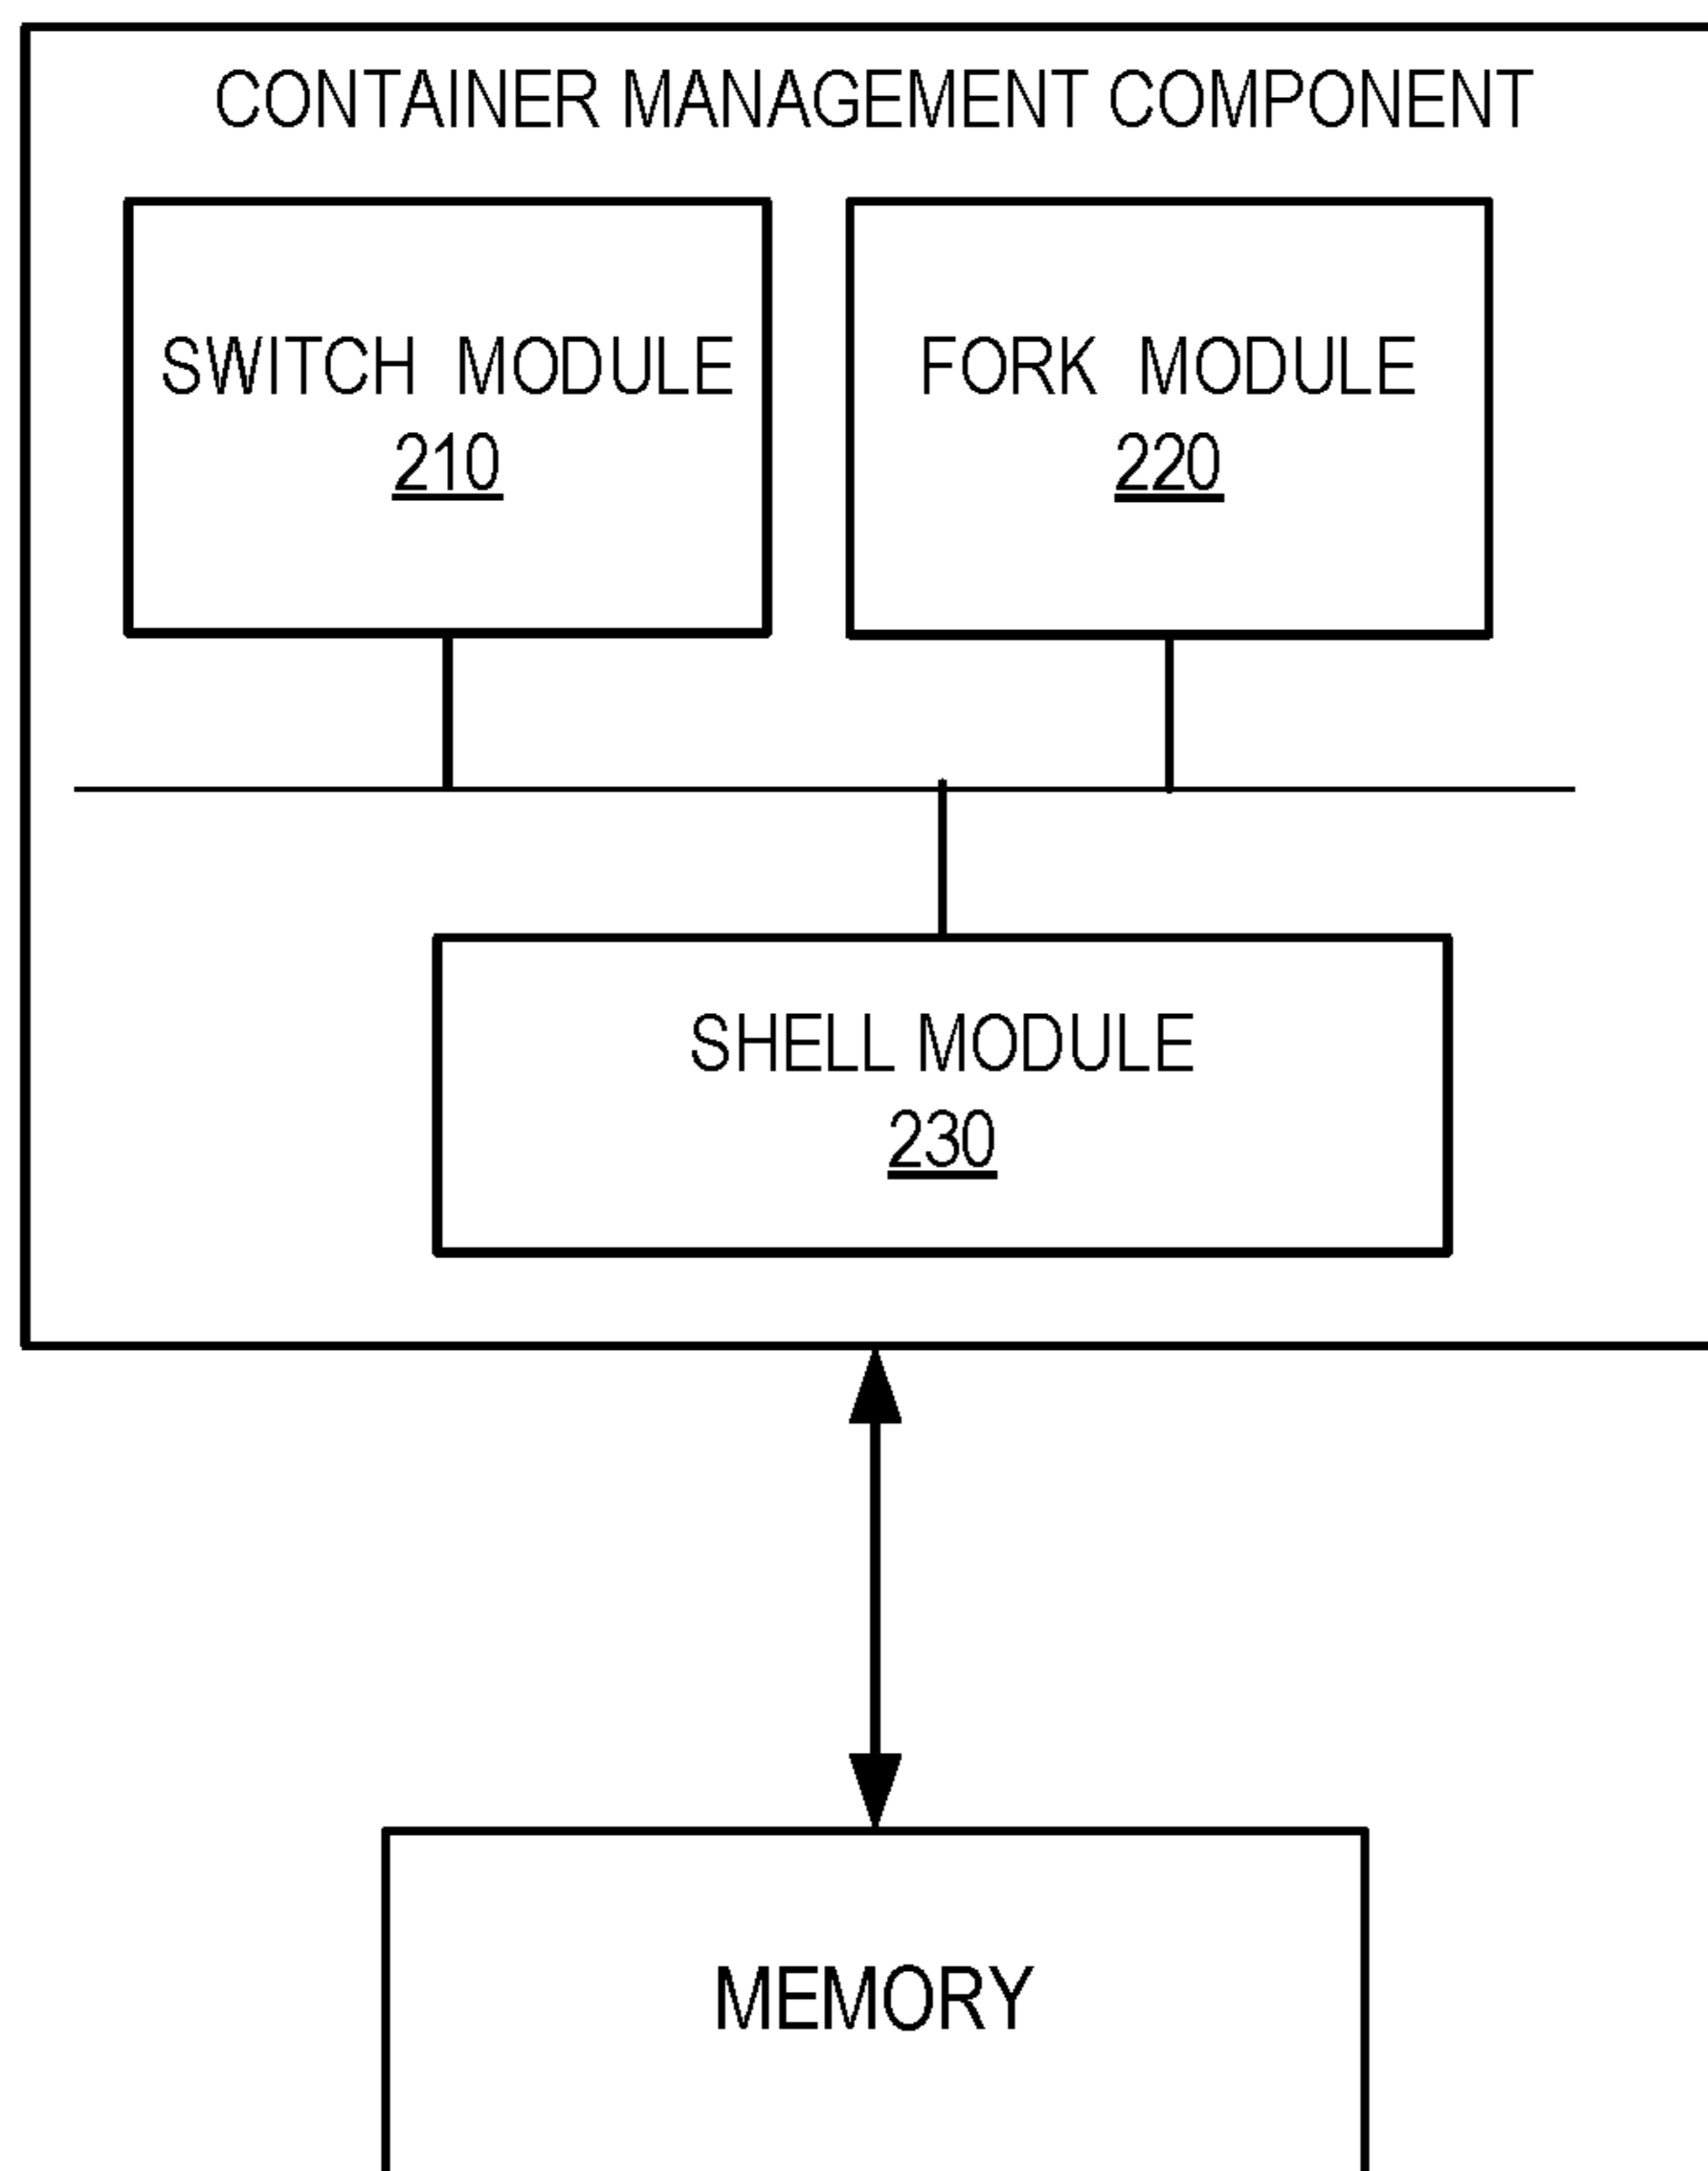 CONTAINER MANAGEMENT COMPONENT
SWITCH MODULE
210
FORK MODULE
220
SHELL MODULE
230
MEMORY